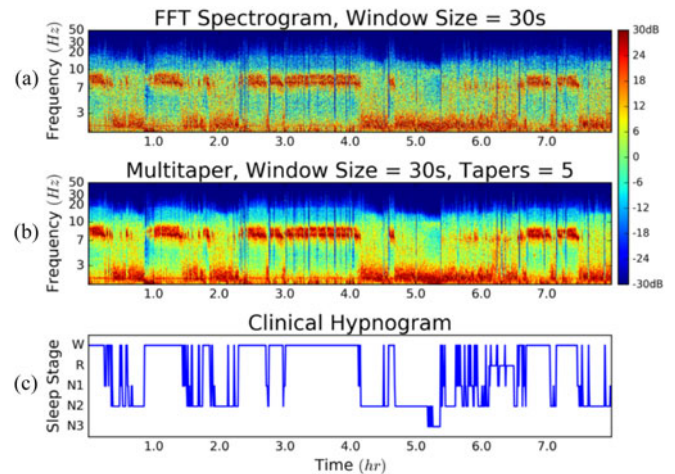 FFT Spectrogram, Window Size = 30s
(a)
Frequency (Hz)
50
30
20
10
7
3
1.0 2.0 3.0 4.0 5.0 6.0 7.0
30dB
24
18
12
6
0
-6
-12
-18
-24
-30dB
Multitaper, Window Size = 30s, Tapers = 5
(b)
Frequency (Hz)
50
30
20
10
7
3
1.0 2.0 3.0 4.0 5.0 6.0 7.0
Clinical Hypnogram
(c)
Sleep Stage
W
R
N1
N2
N3
1.0 2.0 3.0 4.0 5.0 6.0 7.0
Time (hr)